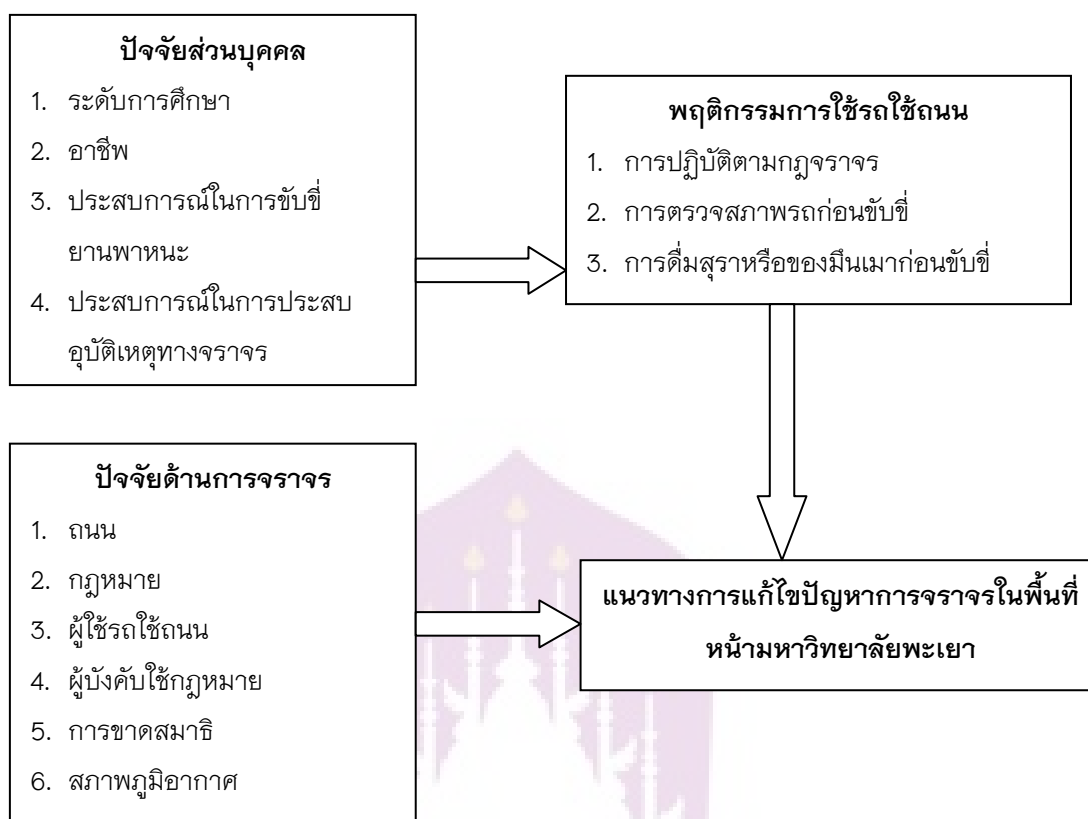 ปัจจัยส่วนบุคคล
1. ระดับการศึกษา
2. อาชีพ
3. ประสบการณ์ในการขับขี่
ยานพาหนะ
4. ประสบการณ์ในการประสบ
อุบัติเหตุทางจราจร
พฤติกรรมการใช้รถใช้ถนน
1. การปฏิบัติตามกฎจราจร
2. การตรวจสภาพรถก่อนขับขี่
3. การดื่มสุราหรือของมึนเมาก่อนขับขี่
ปัจจัยด้านการจราจร
1. ถนน
2. กฎหมาย
3. ผู้ใช้รถใช้ถนน
4. ผู้บังคับใช้กฎหมาย
5. การขาดสมาธิ
6. สภาพภูมิอากาศ
แนวทางการแก้ไขปัญหาการจราจรในพื้นที่
หน้ามหาวิทยาลัยพะเยา